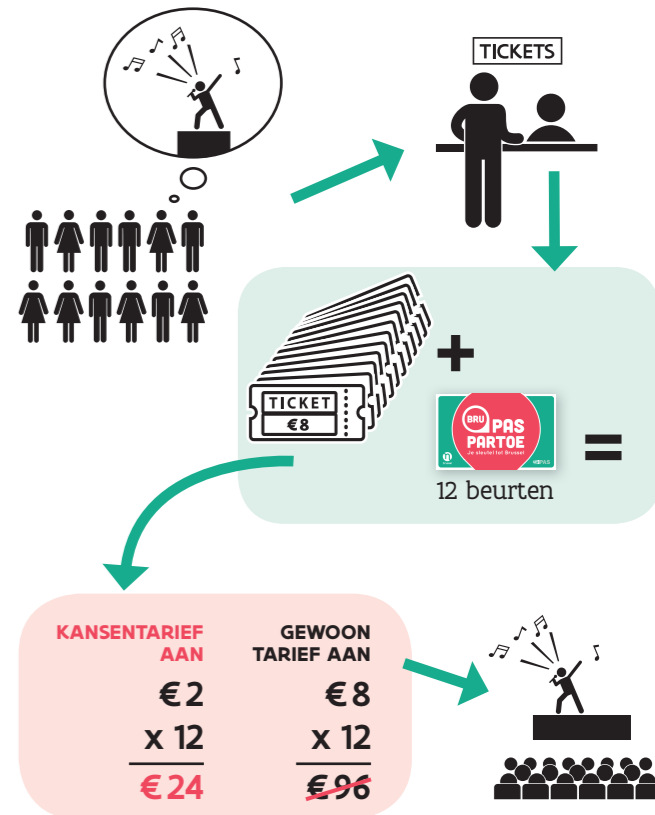 TICKETS
TICKET
€8
+
BRU PAS
PARTOE
Je sleutel tot Brussel
n
PAS
=
12 beurten
KANSENTARIEF
AAN
€2
x 12
€24
GEWOON
TARIEF AAN
€8
x 12
€96